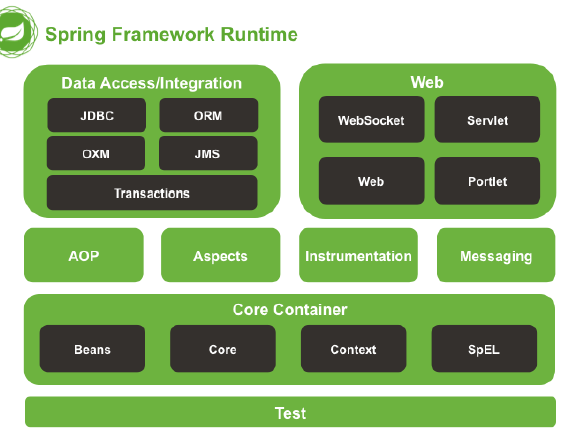 Spring Framework Runtime
Data Access/Integration
JDBC
ORM
OXM
JMS
Transactions
Web
WebSocket
Servlet
Web
Portlet
AOP
Aspects
Instrumentation
Messaging
Core Container
Beans
Core
Context
SpEL
Test